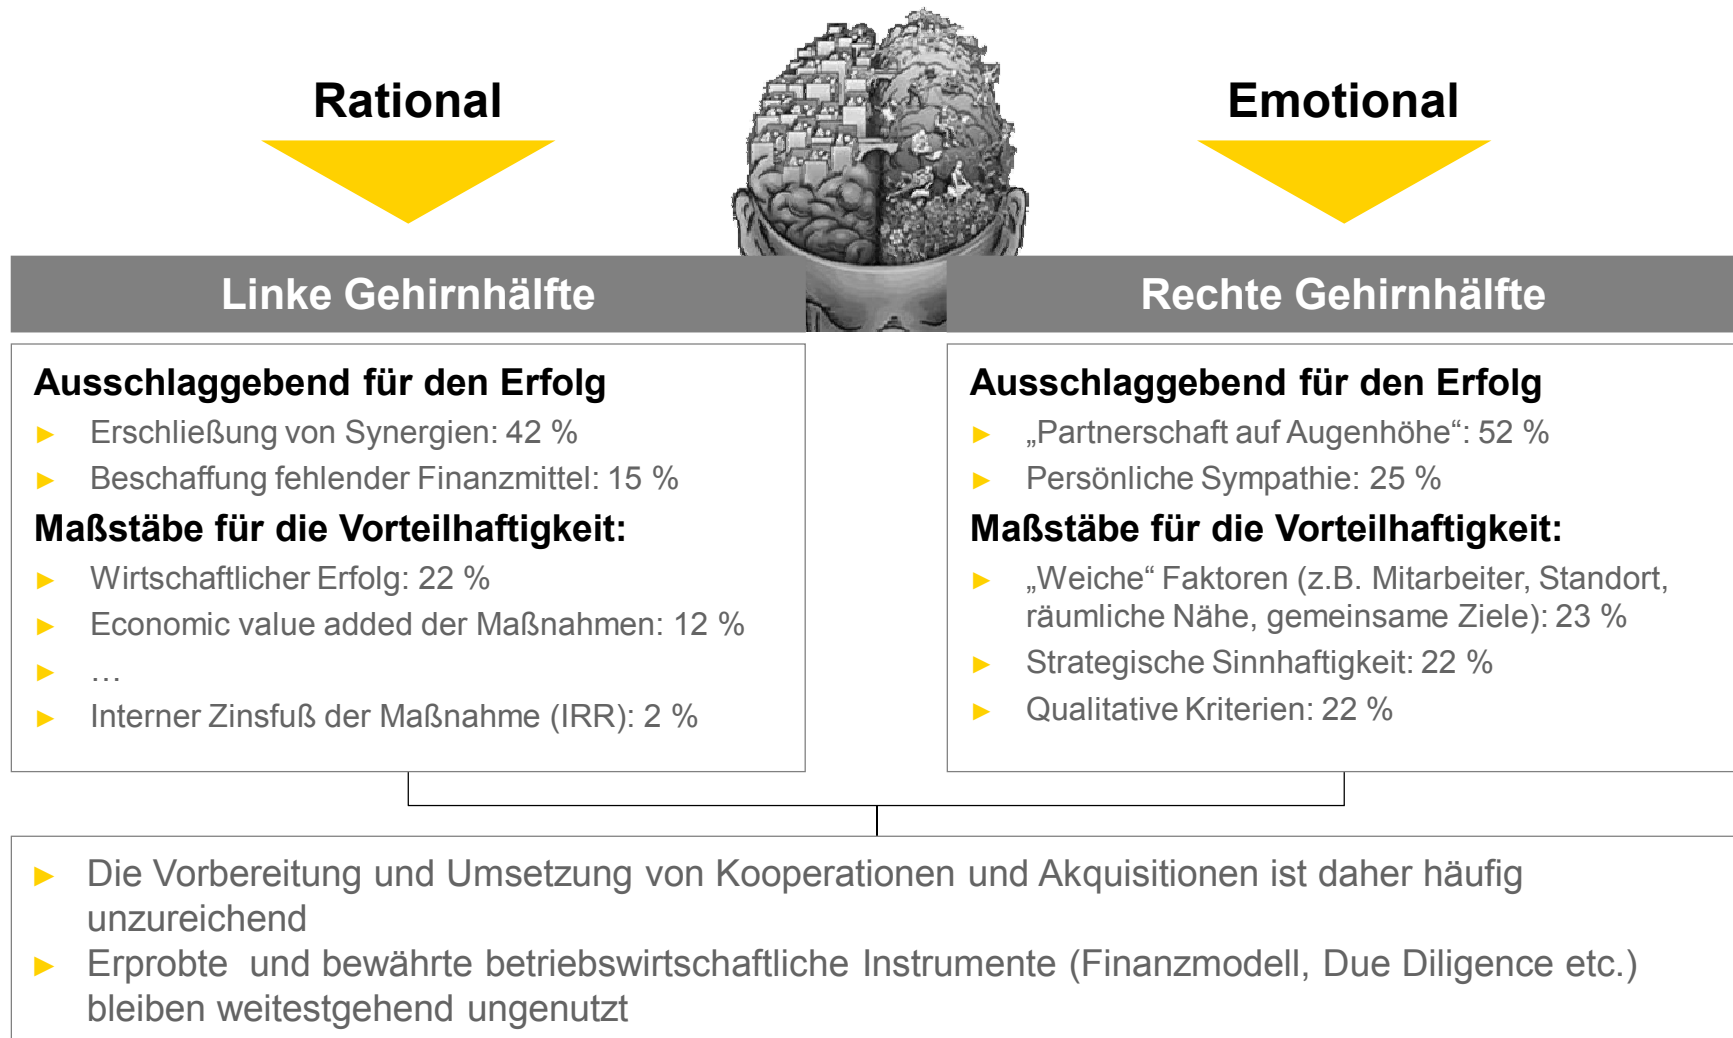 Rational
Emotional
Linke Gehirnhälfte
Rechte Gehirnhälfte
Ausschlaggebend für den Erfolg
► Erschließung von Synergien: 42 %
► Beschaffung fehlender Finanzmittel: 15 %
Maßstäbe für die Vorteilhaftigkeit:
► Wirtschaftlicher Erfolg: 22 %
► Economic value added der Maßnahmen: 12 %
► …
► Interner Zinsfuß der Maßnahme (IRR): 2 %
Ausschlaggebend für den Erfolg
► „Partnerschaft auf Augenhöhe“: 52 %
► Persönliche Sympathie: 25 %
Maßstäbe für die Vorteilhaftigkeit:
► „Weiche“ Faktoren (z.B. Mitarbeiter, Standort,
räumliche Nähe, gemeinsame Ziele): 23 %
► Strategische Sinnhaftigkeit: 22 %
► Qualitative Kriterien: 22 %
► Die Vorbereitung und Umsetzung von Kooperationen und Akquisitionen ist daher häufig
unzureichend
► Erprobte und bewährte betriebswirtschaftliche Instrumente (Finanzmodell, Due Diligence etc.)
bleiben weitestgehend ungenutzt